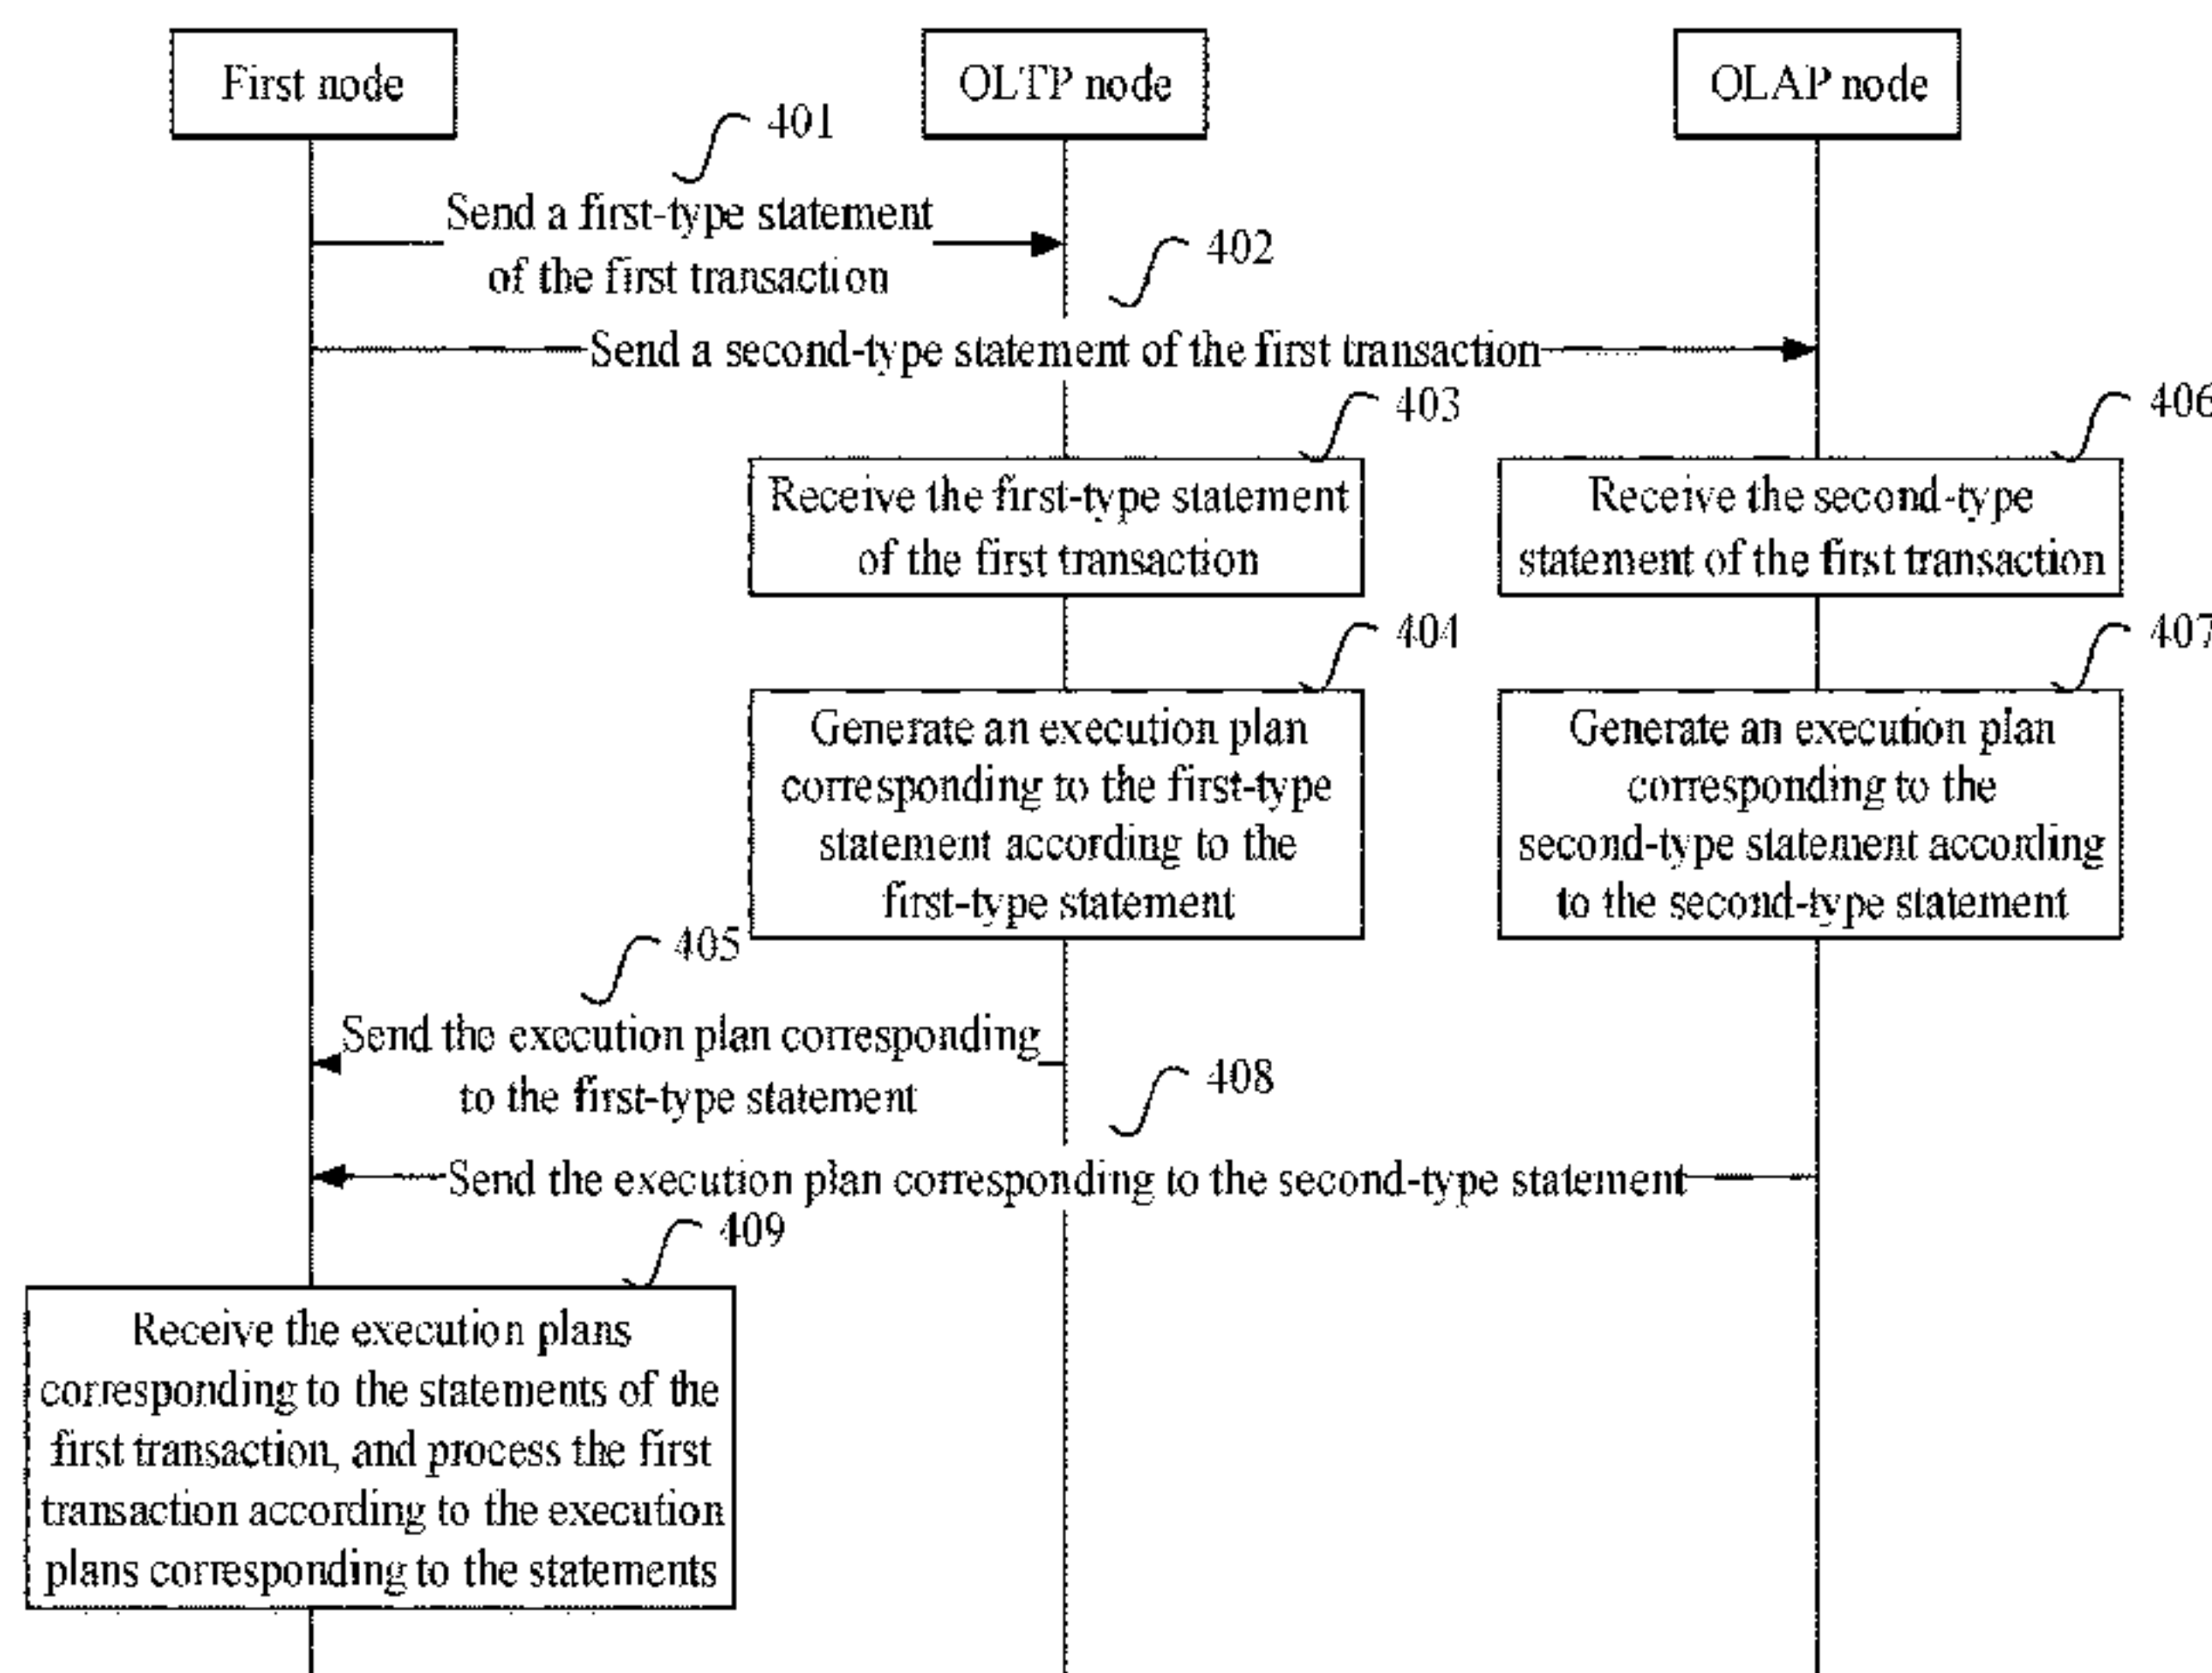 First node
OLTP node
OLAP node
401
Send a first-type statement
of the first transaction
402
Send a second-type statement of the first transaction
403
Receive the first-type statement
of the first transaction
406
Receive the second-type
statement of the first transaction
404
Generate an execution plan
corresponding to the first-type
statement according to the
first-type statement
407
Generate an execution plan
corresponding to the
second-type statement according
to the second-type statement
405
Send the execution plan corresponding
to the first-type statement
408
Send the execution plan corresponding to the second-type statement
409
Receive the execution plans
corresponding to the statements of the
first transaction, and process the first
transaction according to the execution
plans corresponding to the statements